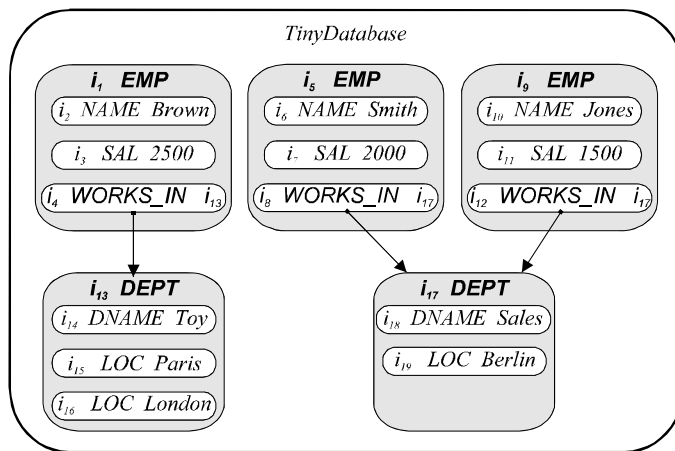 TinyDatabase
i₁ EMP
i₂ NAME Brown
i₃ SAL 2500
i₄ WORKS_IN i₁₃
i₅ EMP
i₆ NAME Smith
i₇ SAL 2000
i₈ WORKS_IN i₁₇
i₉ EMP
i₁₀ NAME Jones
i₁₁ SAL 1500
i₁₂ WORKS_IN i₁₇
i₁₃ DEPT
i₁₄ DNAME Toy
i₁₅ LOC Paris
i₁₆ LOC London
i₁₇ DEPT
i₁₈ DNAME Sales
i₁₉ LOC Berlin